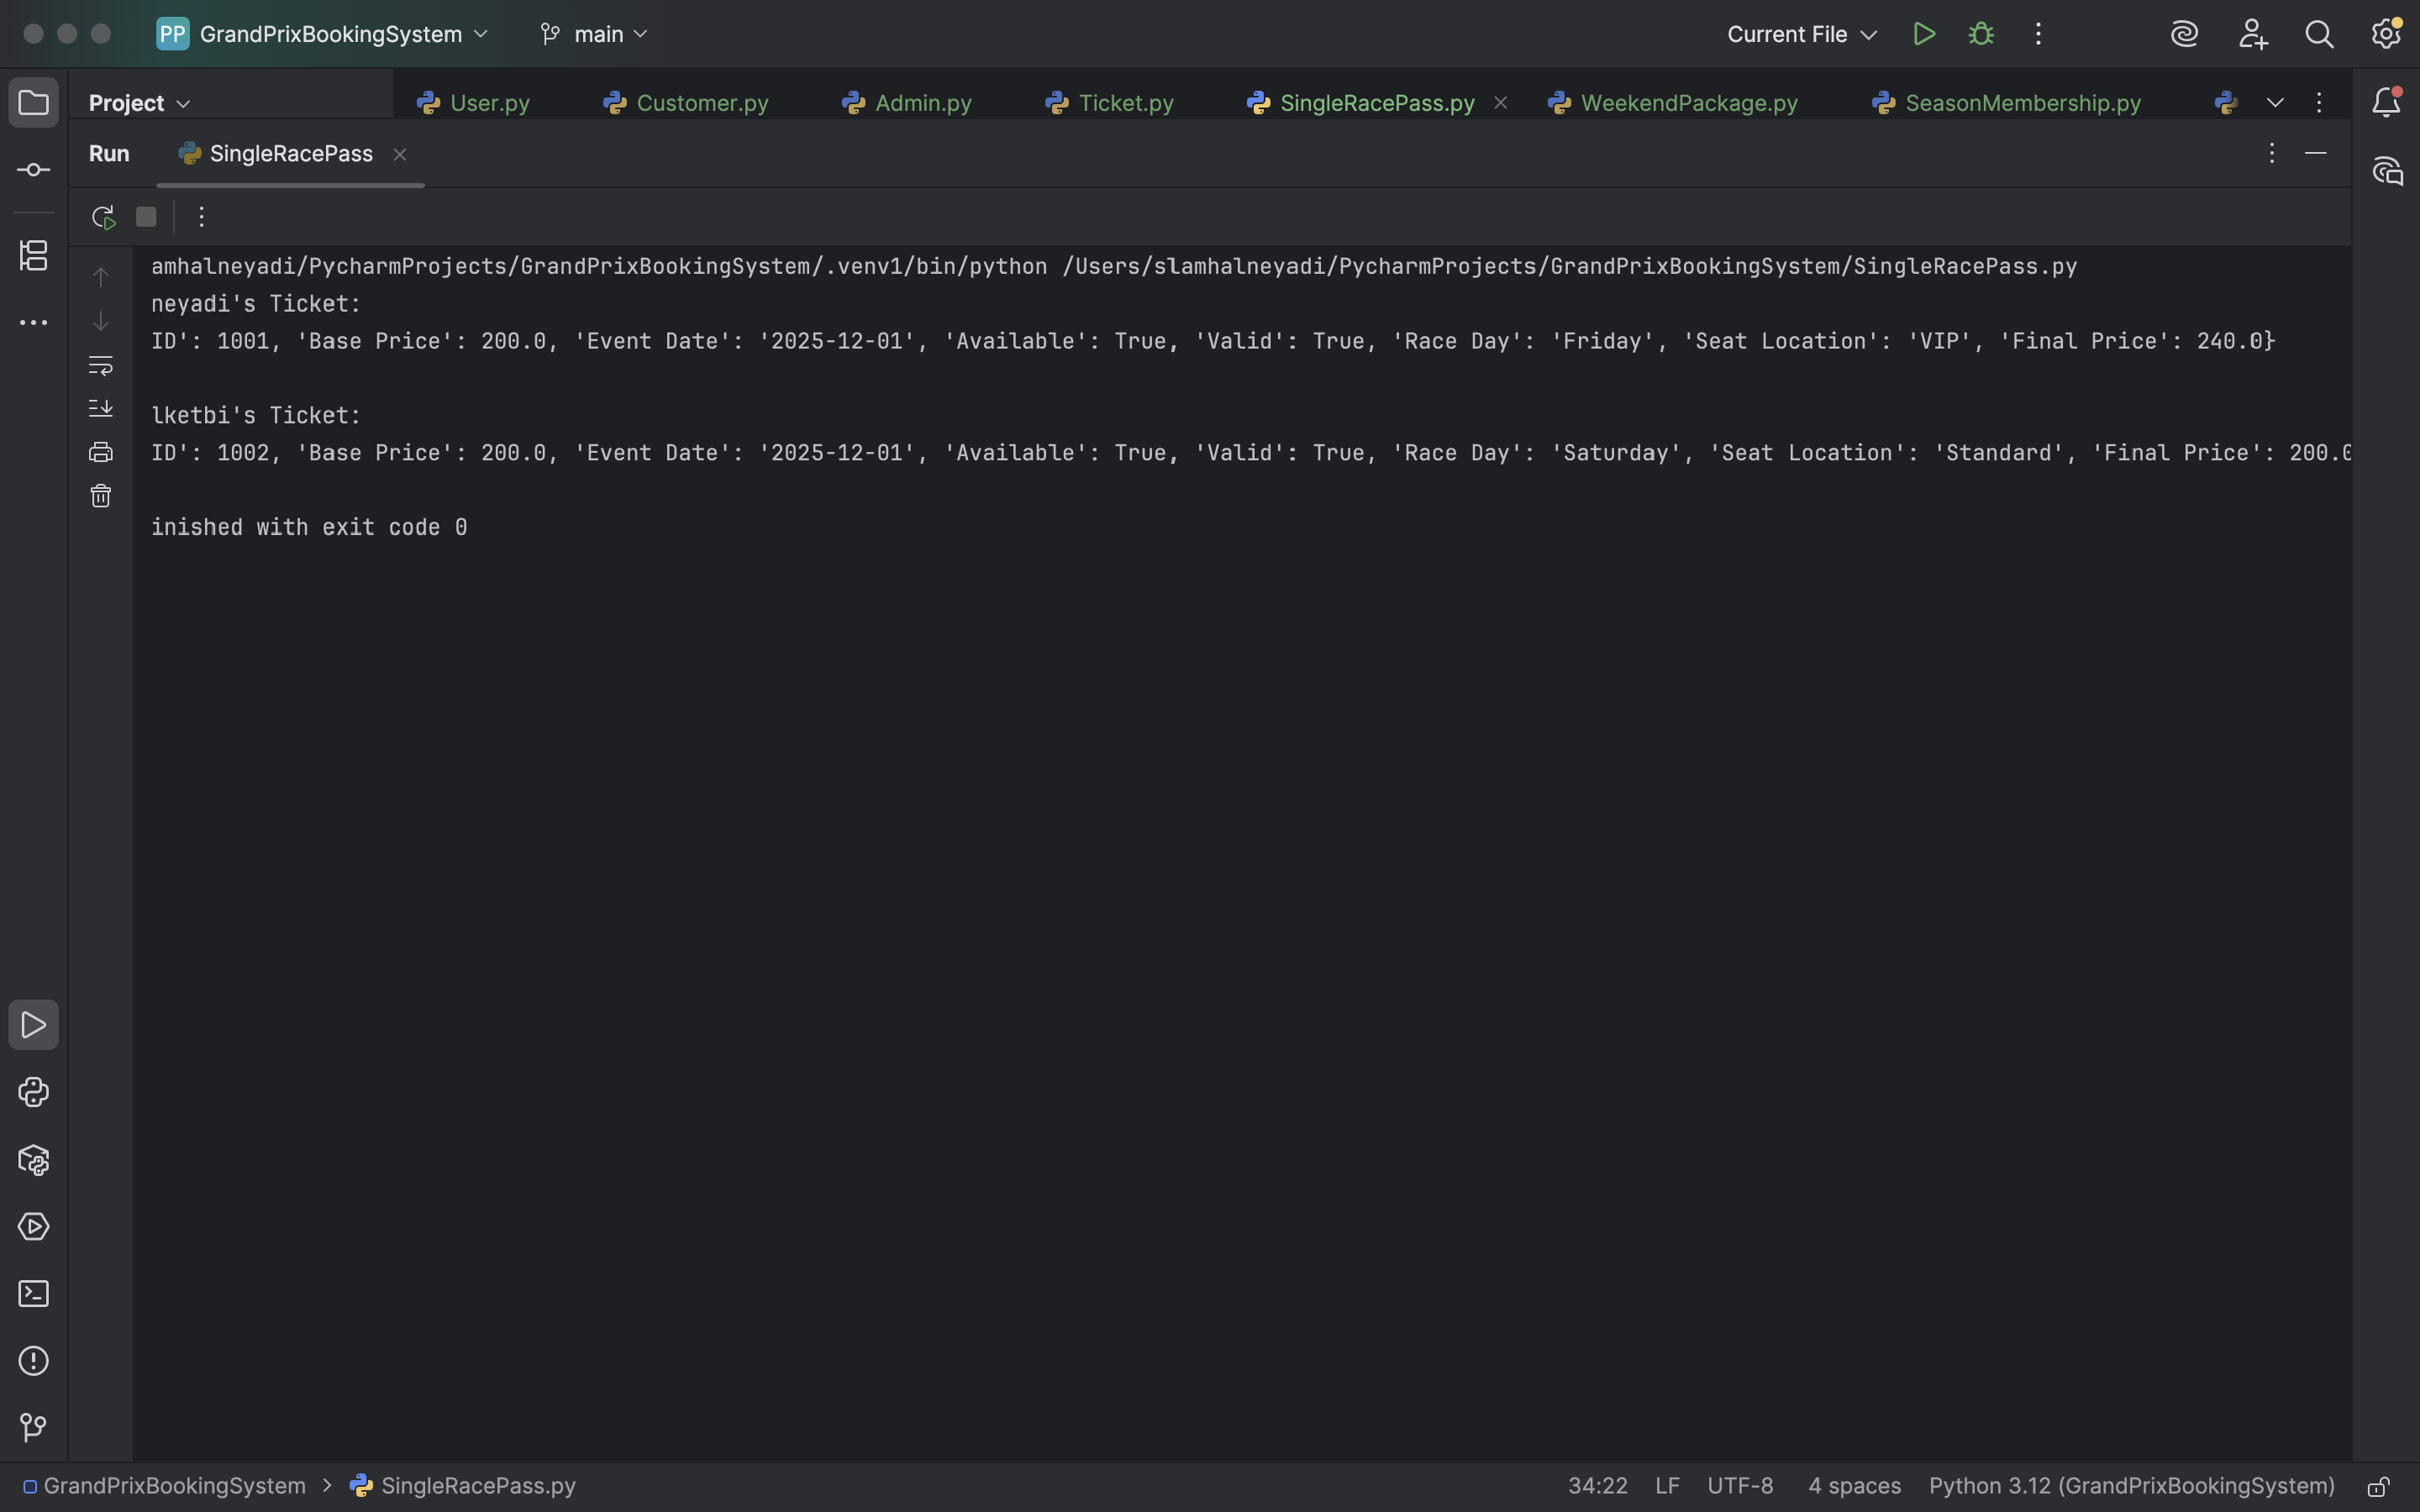 PP GrandPrixBookingSystem main Current File
Project User.py Customer.py Admin.py Ticket.py SingleRacePass.py WeekendPackage.py SeasonMembership.py
Run SingleRacePass
amhalneyadi/PycharmProjects/GrandPrixBookingSystem/.venv1/bin/python /Users/slamhalneyadi/PycharmProjects/GrandPrixBookingSystem/SingleRacePass.py
neyadi's Ticket:
ID': 1001, 'Base Price': 200.0, 'Event Date': '2025-12-01', 'Available': True, 'Valid': True, 'Race Day': 'Friday', 'Seat Location': 'VIP', 'Final Price': 240.0}
lketbi's Ticket:
ID': 1002, 'Base Price': 200.0, 'Event Date': '2025-12-01', 'Available': True, 'Valid': True, 'Race Day': 'Saturday', 'Seat Location': 'Standard', 'Final Price': 200.0
inished with exit code 0
GrandPrixBookingSystem > SingleRacePass.py 34:22 LF UTF-8 4 spaces Python 3.12 (GrandPrixBookingSystem)